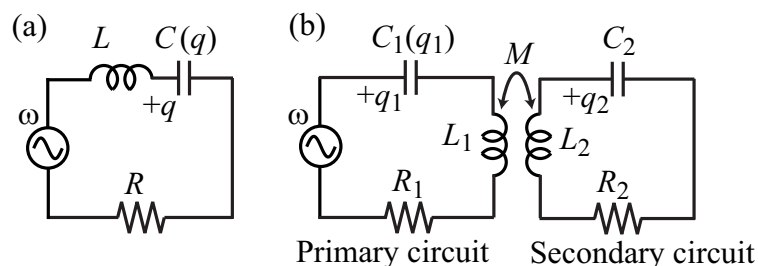 (a)
L
C(q)
+q
ω
R
(b)
C1(q1)
+q1
M
C2
+q2
ω
L1
L2
R1
R2
Primary circuit
Secondary circuit